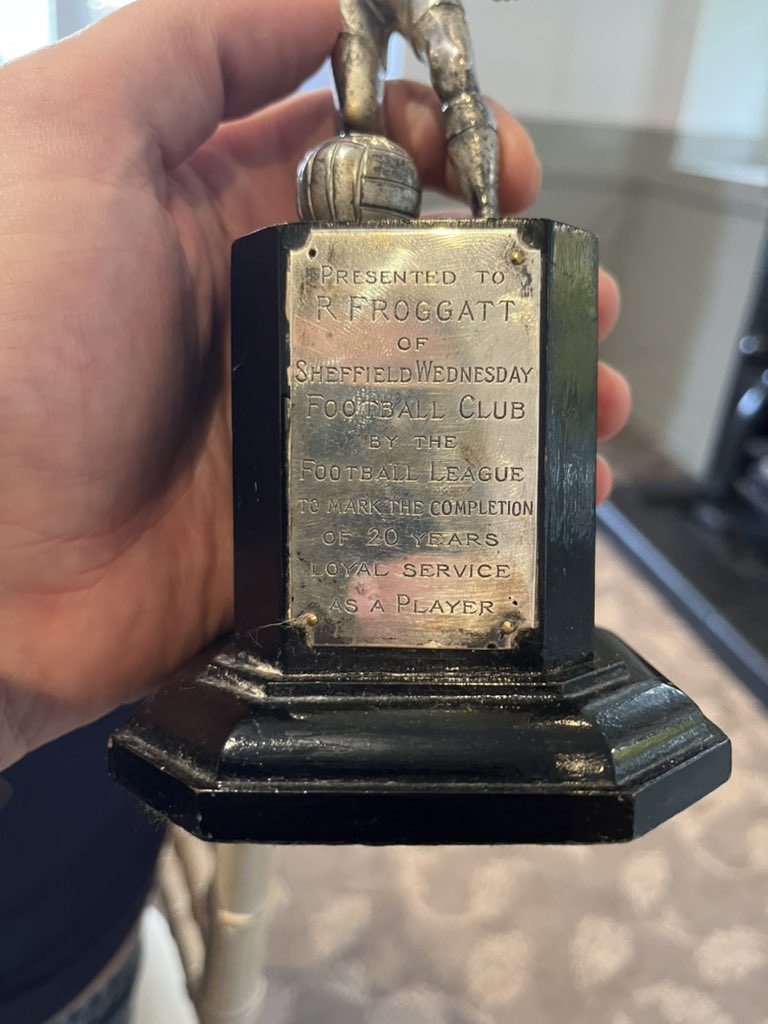 PRESENTED TO
R FROGGATT
OF
SHEFFIELD WEDNESDAY
FOOTBALL CLUB
BY THE
FOOTBALL LEAGUE
TO MARK THE COMPLETION
OF 20 YEARS
LOYAL SERVICE
AS A PLAYER